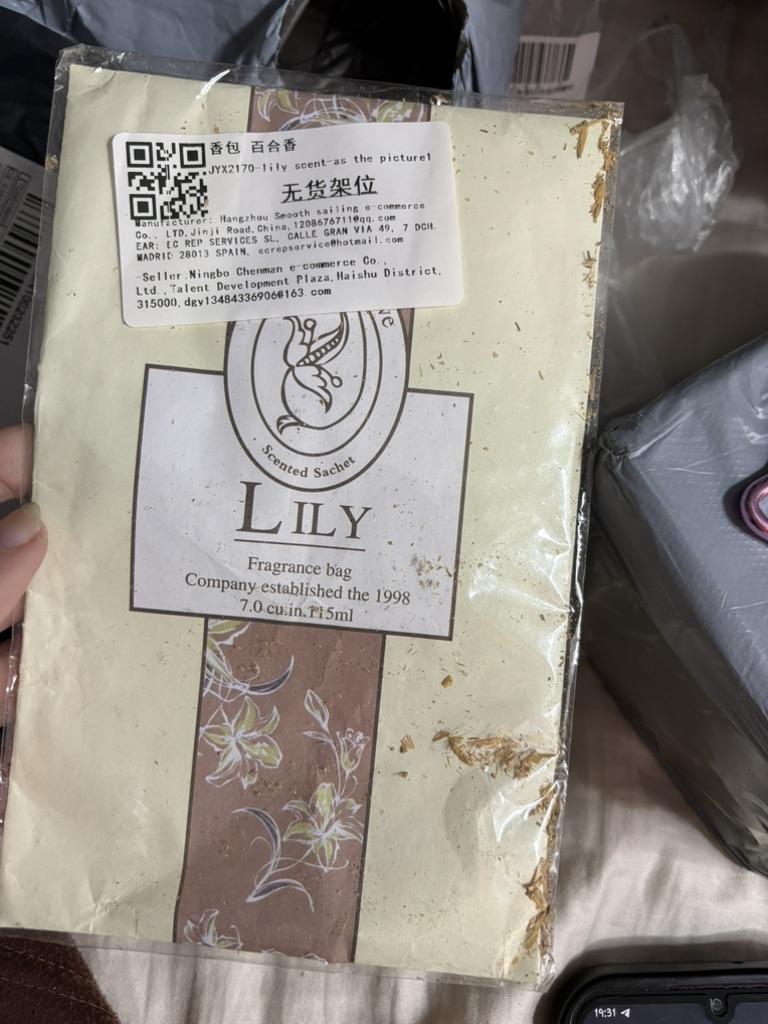 香包 百合香
JYX2170-lily scent-as the picture1
无货架位
Manufacturer: Hangzhou Smooth sailing e-commerce
Co., LTD,Jinji Road,China,1208676711@qq.com
EAR: EC REP SERVICES SL, CALLE GRAN VIA 49, 7 DCH.
MADRID 28013 SPAIN, ecrepservice@hotmail.com
-Seller:Ningbo Chenman e-commerce Co.,
Ltd.,Talent Development Plaza,Haishu District,
315000,dgy13484336906@163.com
Scented Sachet
LILY
Fragrance bag
Company established the 1998
7.0 cu.in.115ml
19:31